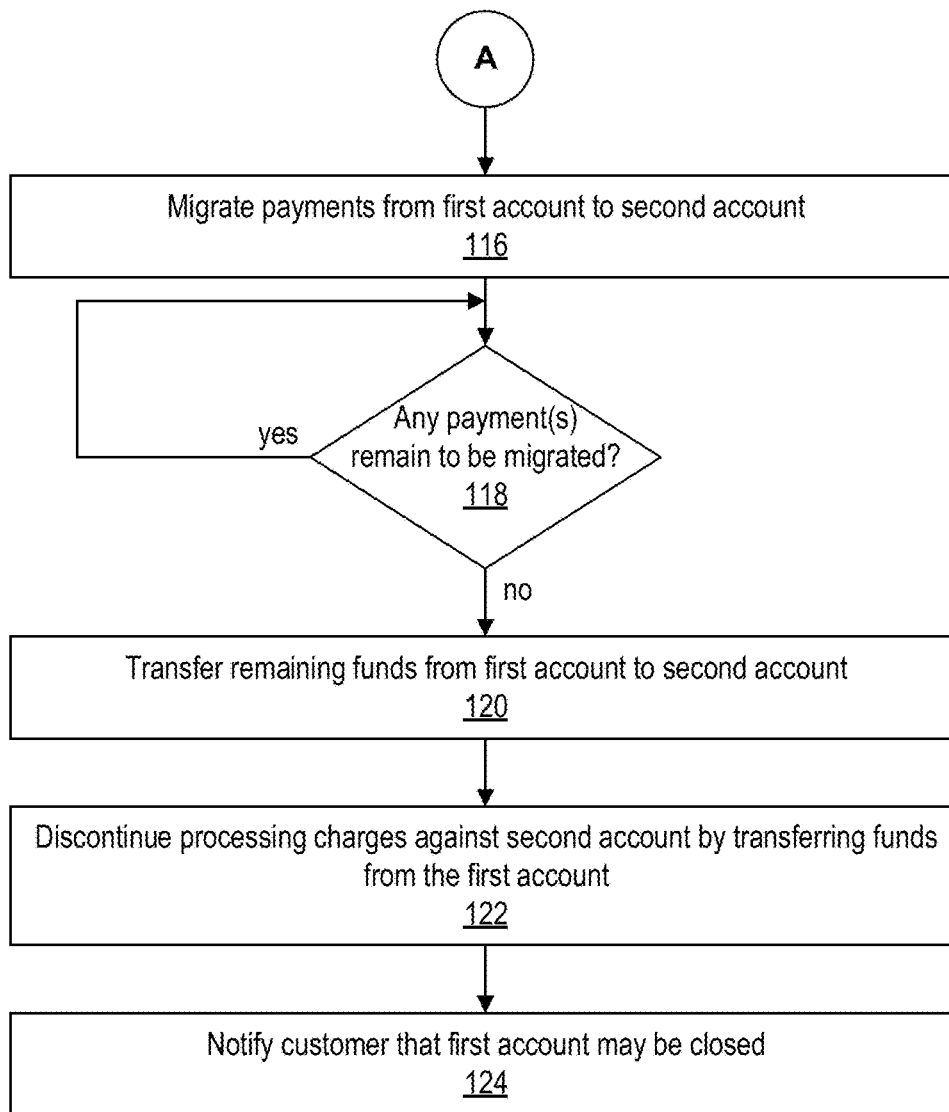 A
Migrate payments from first account to second account
116
Any payment(s)
yes
remain to be migrated?
118
no
Transfer remaining funds from first account to second account
120
Discontinue processing charges against second account by transferring funds
from the first account
122
Notify customer that first account may be closed
124